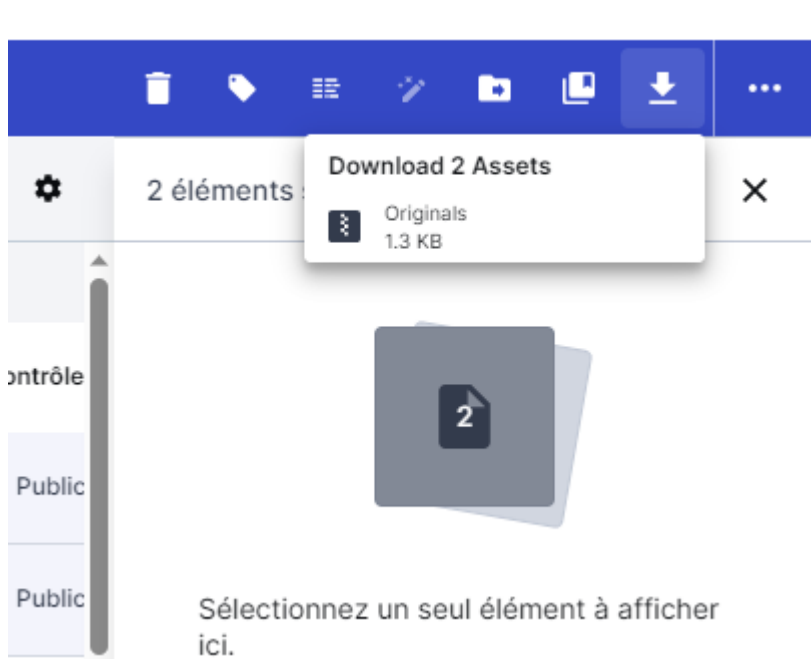 Download 2 Assets
Originals
1.3 KB
2 éléments
ontrôle
2
Public
Public
Sélectionnez un seul élément à afficher
ici.